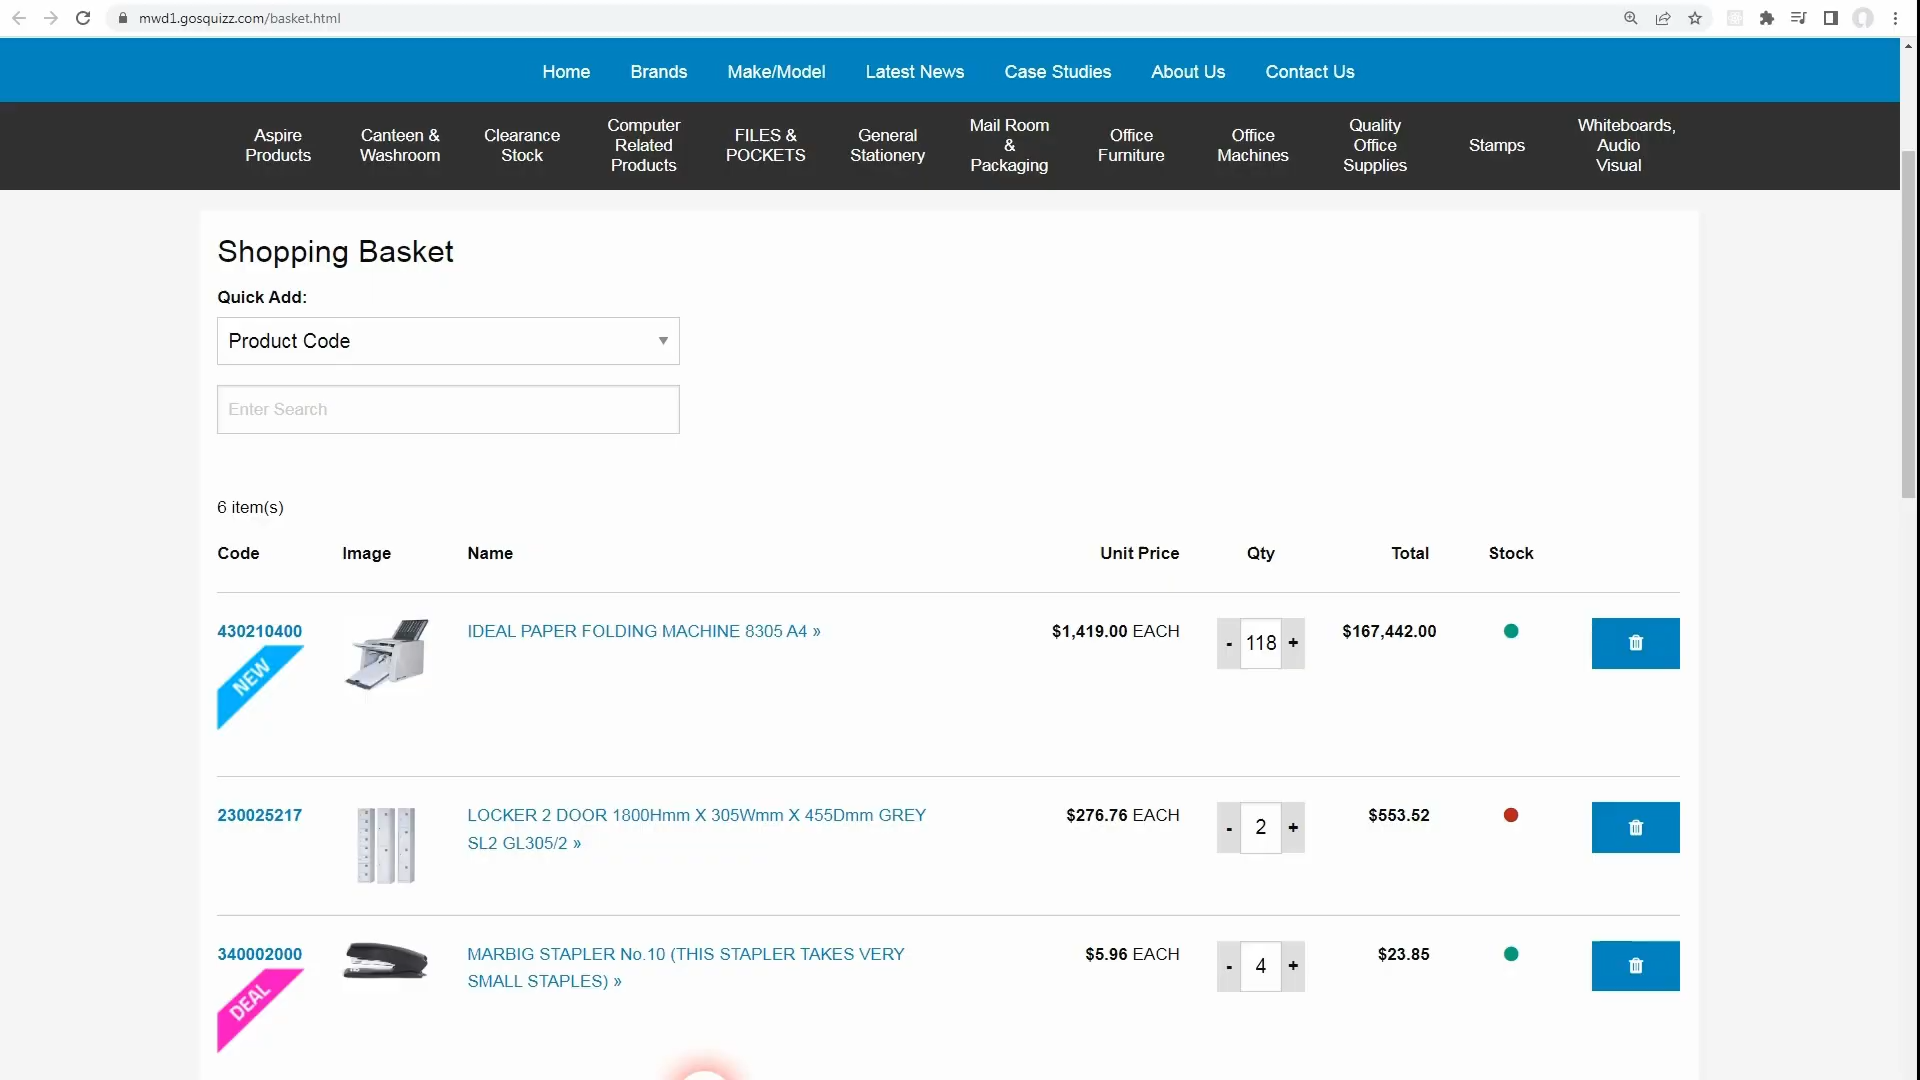 mwd1.gosquizz.com/basket.html
Home Brands Make/Model Latest News Case Studies About Us Contact Us
Aspire
Products
Canteen &
Washroom
Clearance
Stock
Computer
Related
Products
FILES &
POCKETS
General
Stationery
Mail Room
&
Packaging
Office
Furniture
Office
Machines
Quality
Office
Supplies
Stamps
Whiteboards,
Audio
Visual
Shopping Basket
Quick Add:
Product Code
Enter Search
6 item(s)
Code Image Name Unit Price Qty Total Stock
430210400 IDEAL PAPER FOLDING MACHINE 8305 A4 » $1,419.00 EACH - 118 + $167,442.00
NEW
230025217 LOCKER 2 DOOR 1800Hmm X 305Wmm X 455Dmm GREY $276.76 EACH - 2 + $553.52
SL2 GL305/2 »
340002000 MARBIG STAPLER No.10 (THIS STAPLER TAKES VERY $5.96 EACH - 4 + $23.85
SMALL STAPLES) »
DEAL